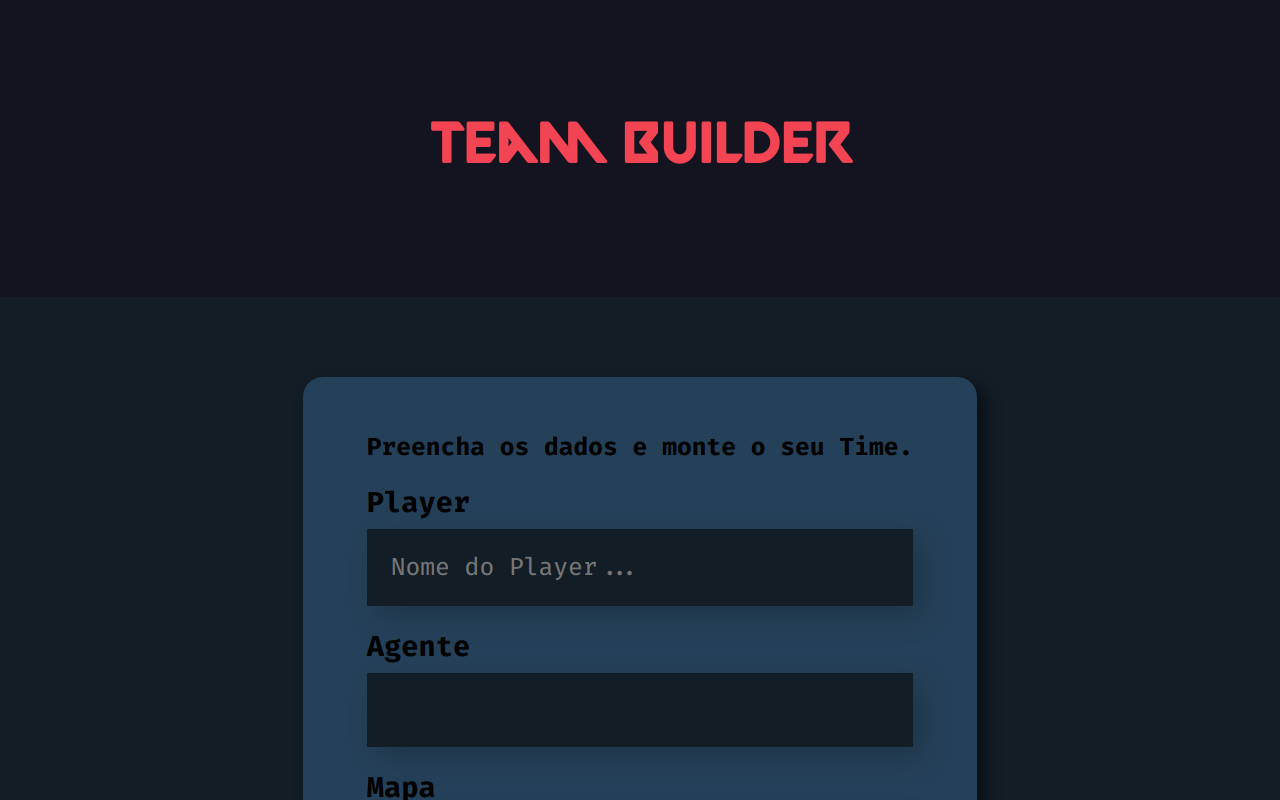 TEAM BUILDER
Preencha os dados e monte o seu Time.
Player
Nome do Player...
Agente
Mapa